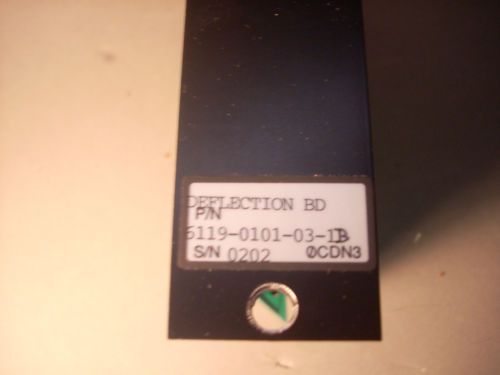 DEFLECTION BD
P/N
6119-0101-03-1B
S/N 0202 0CDN3